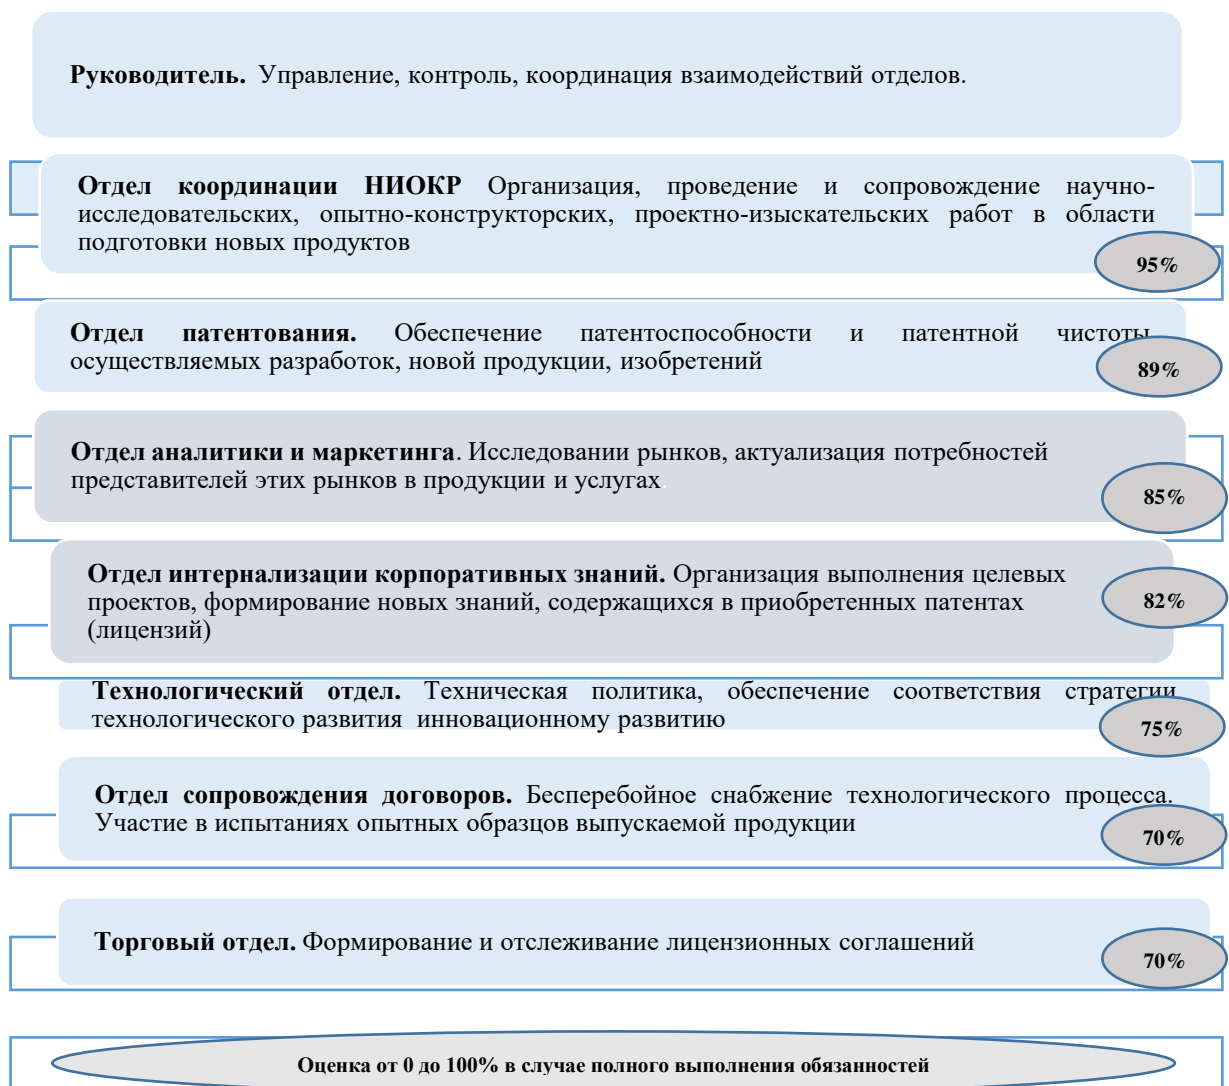 Руководитель. Управление, контроль, координация взаимодействий отделов.
Отдел координации НИОКР Организация, проведение и сопровождение научно-
исследовательских, опытно-конструкторских, проектно-изыскательских работ в области
подготовки новых продуктов
95%
Отдел патентования. Обеспечение патентоспособности и патентной чистоты
осуществляемых разработок, новой продукции, изобретений
89%
Отдел аналитики и маркетинга. Исследовании рынков, актуализация потребностей
представителей этих рынков в продукции и услугах.
85%
Отдел интернализации корпоративных знаний. Организация выполнения целевых
проектов, формирование новых знаний, содержащихся в приобретенных патентах
(лицензий)
82%
Технологический отдел. Техническая политика, обеспечение соответствия стратегии
технологического развития инновационному развитию
75%
Отдел сопровождения договоров. Бесперебойное снабжение технологического процесса.
Участие в испытаниях опытных образцов выпускаемой продукции
70%
Торговый отдел. Формирование и отслеживание лицензионных соглашений
70%
Оценка от 0 до 100% в случае полного выполнения обязанностей